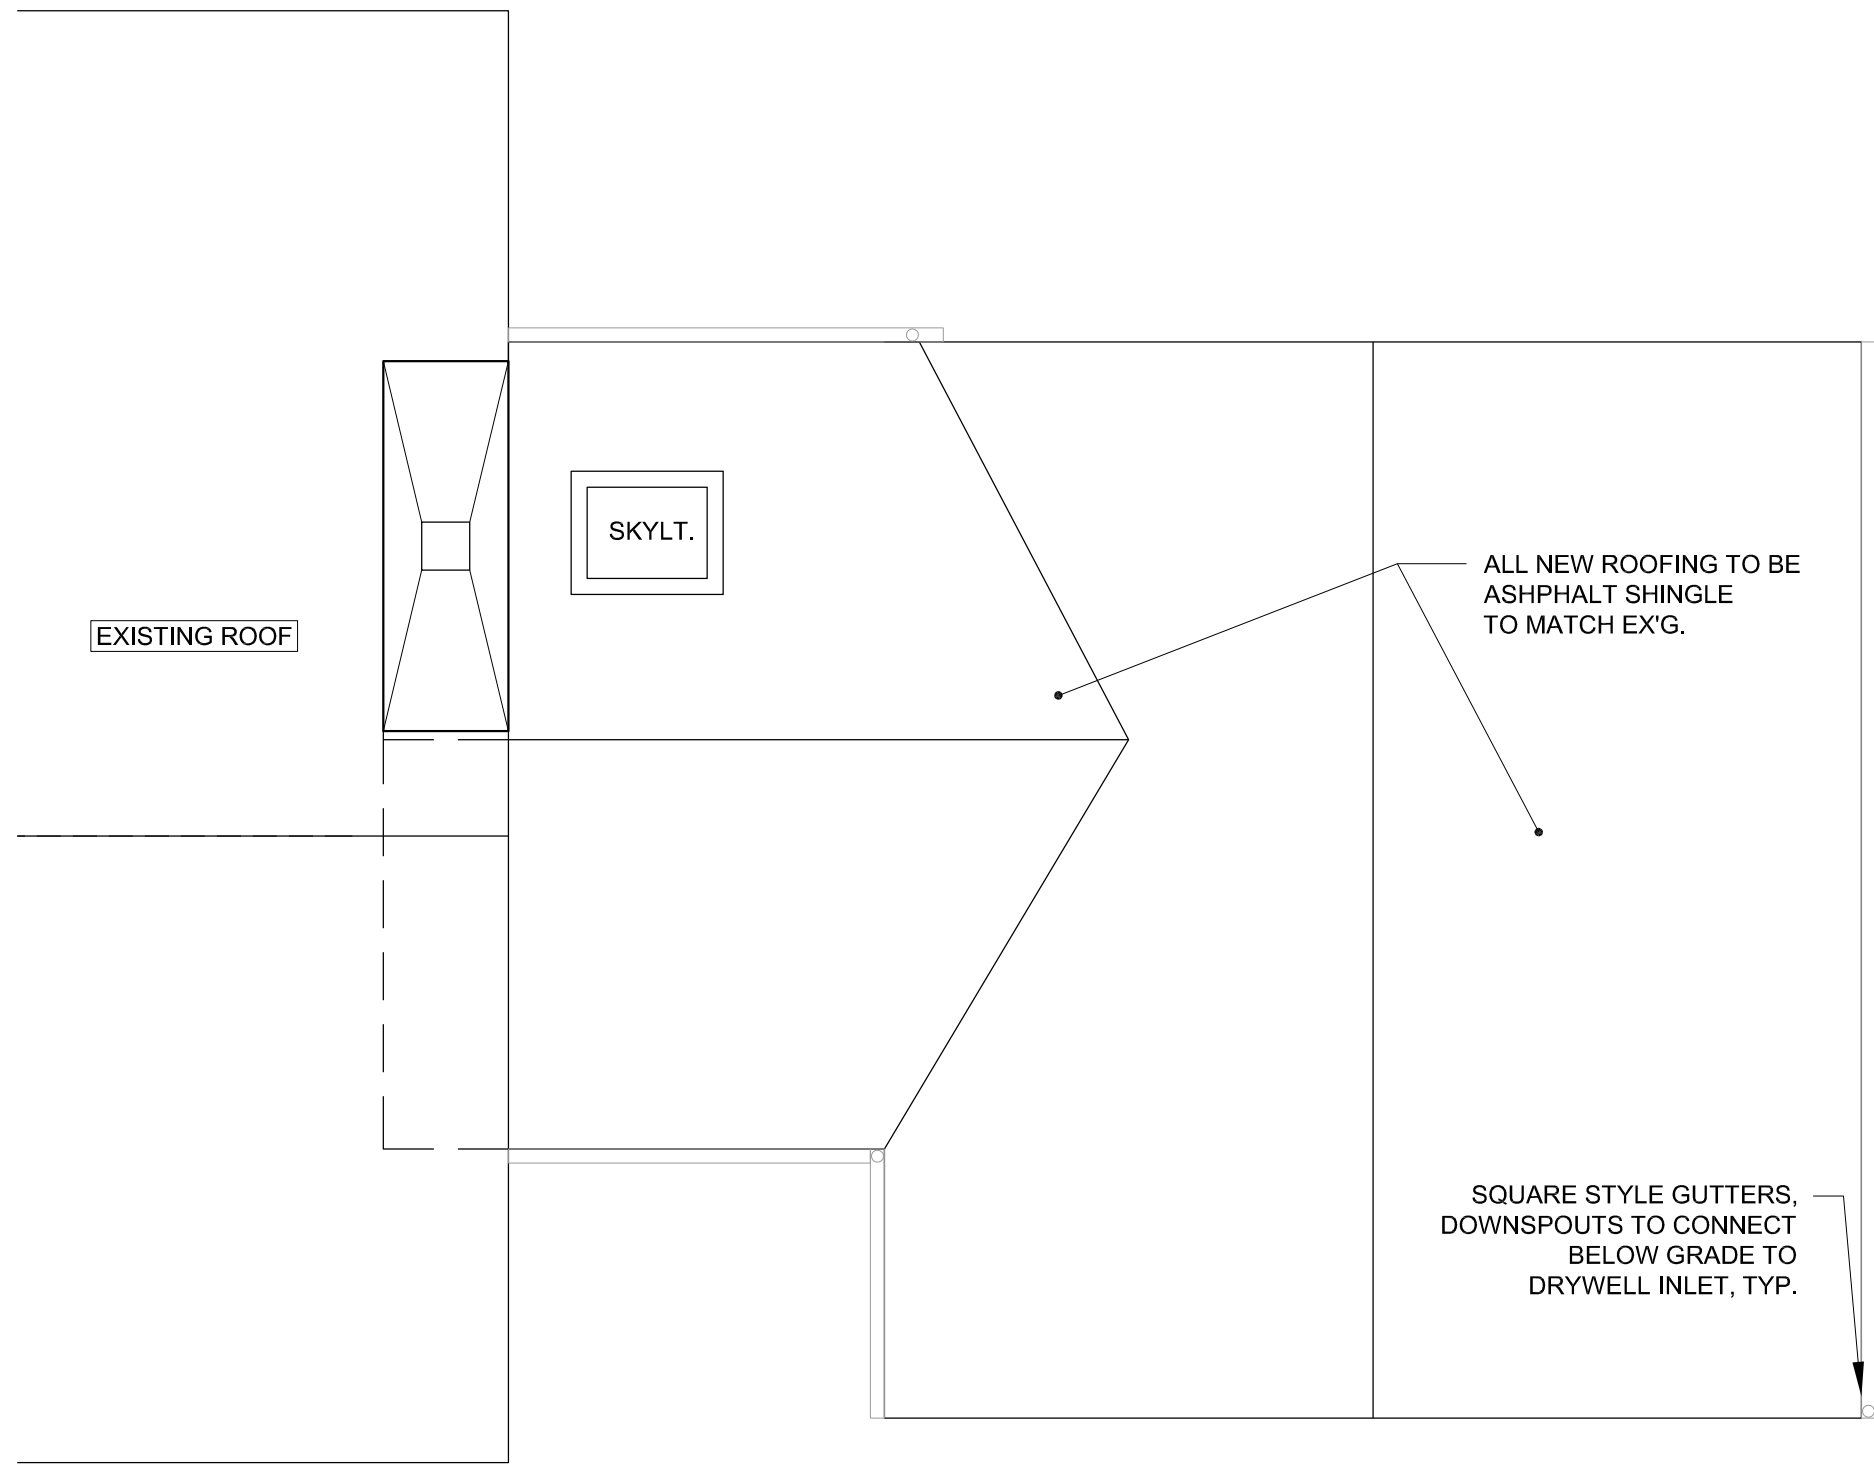 SKYLT.
ALL NEW ROOFING TO BE
ASHPHALT SHINGLE
TO MATCH EX'G.
EXISTING ROOF
SQUARE STYLE GUTTERS,
DOWNSPOUTS TO CONNECT
BELOW GRADE TO
DRYWELL INLET, TYP.